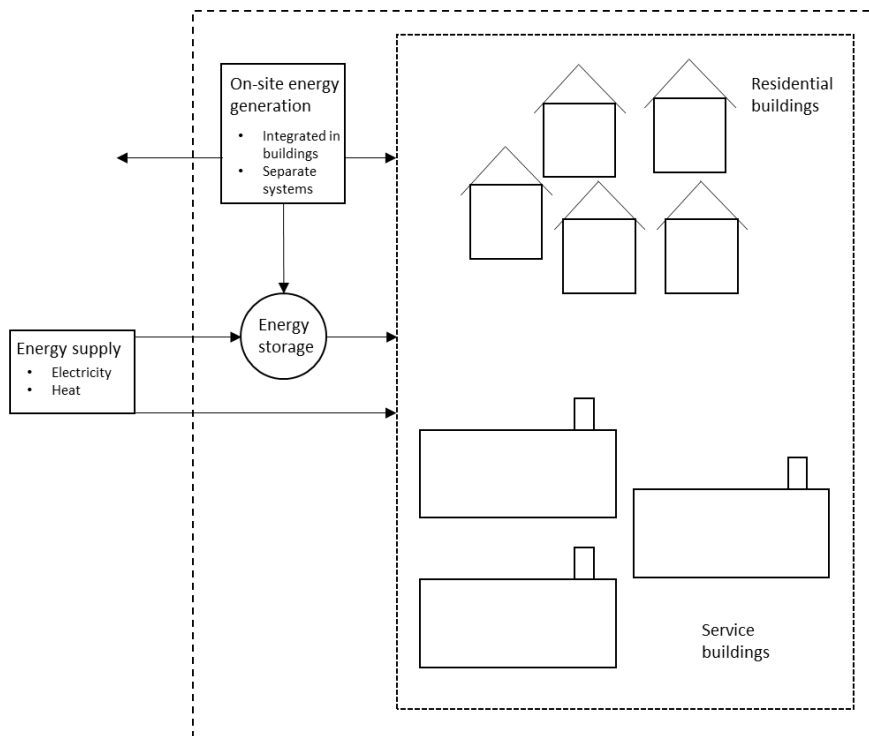 On-site energy
generation
• Integrated in
buildings
• Separate
systems
Residential
buildings
Energy
storage
Energy supply
• Electricity
• Heat
Service
buildings